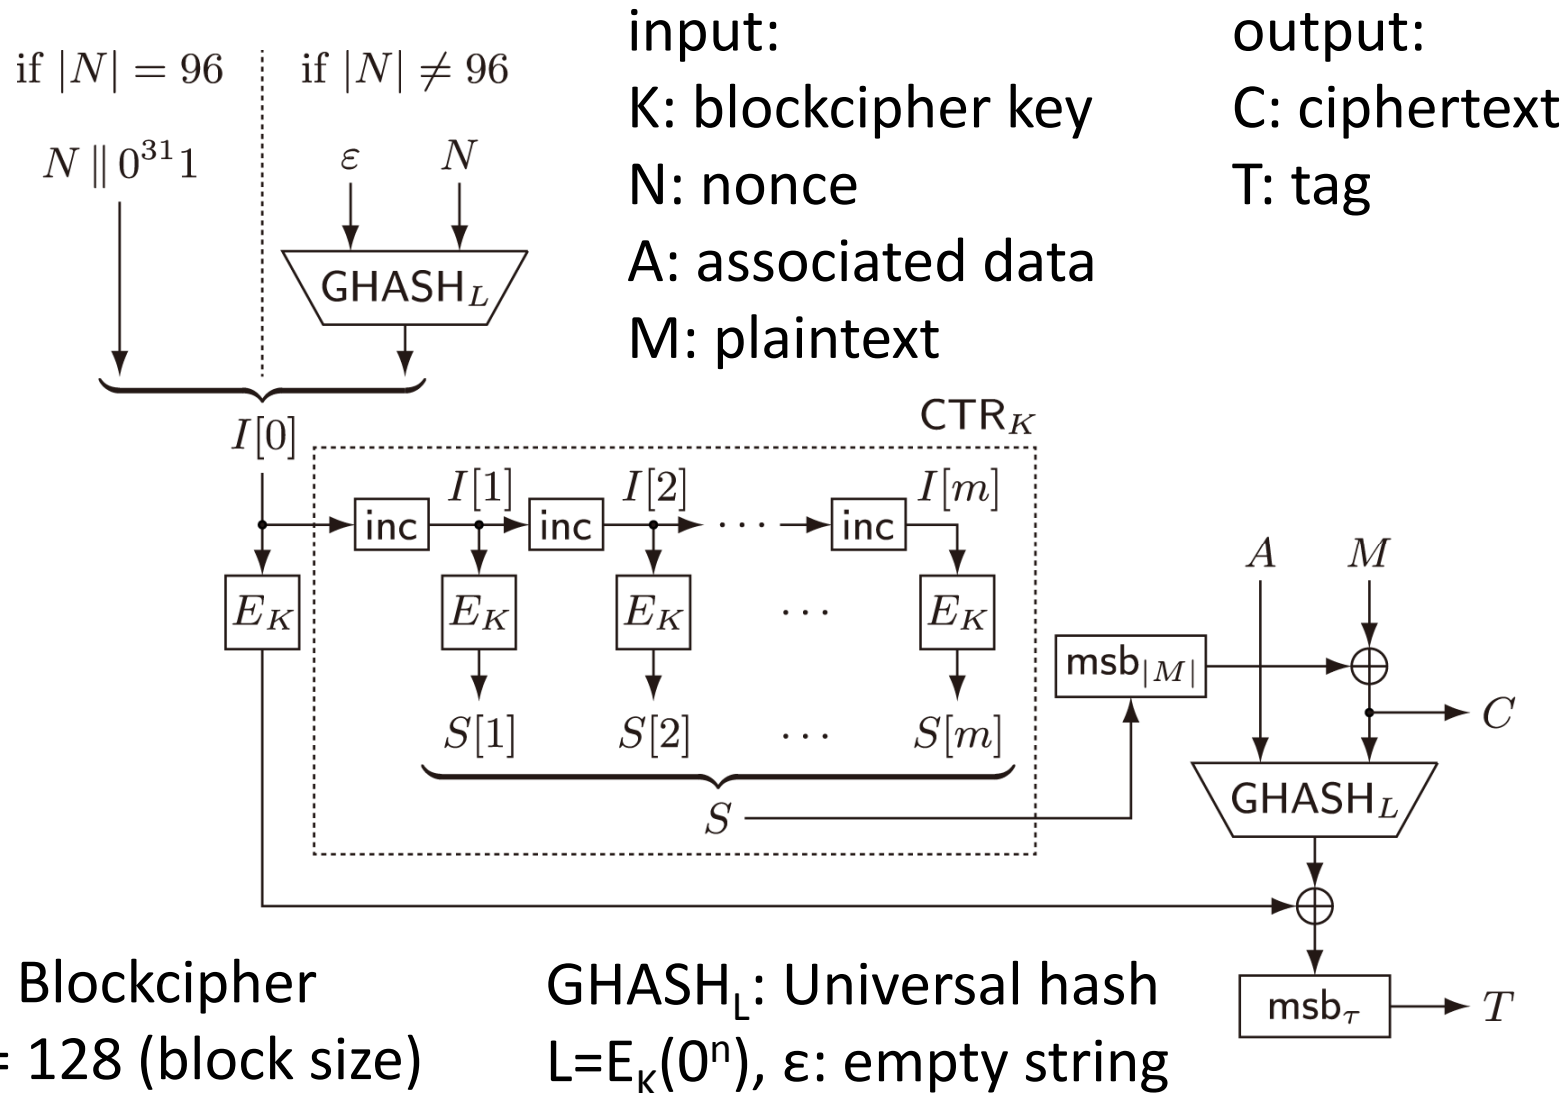 if |N| = 96
if |N| ≠ 96
N ∥ 0³¹1
ε
N
GHASH_L
input:
K: blockcipher key
N: nonce
A: associated data
M: plaintext
output:
C: ciphertext
T: tag
I[0]
CTR_K
inc
I[1]
inc
I[2]
· · ·
inc
I[m]
E_K
E_K
E_K
· · ·
E_K
S[1]
S[2]
· · ·
S[m]
S
msb_|M|
A
M
C
GHASH_L
msb_τ
T
Blockcipher
= 128 (block size)
GHASH_L: Universal hash
L=E_K(0ⁿ), ε: empty string